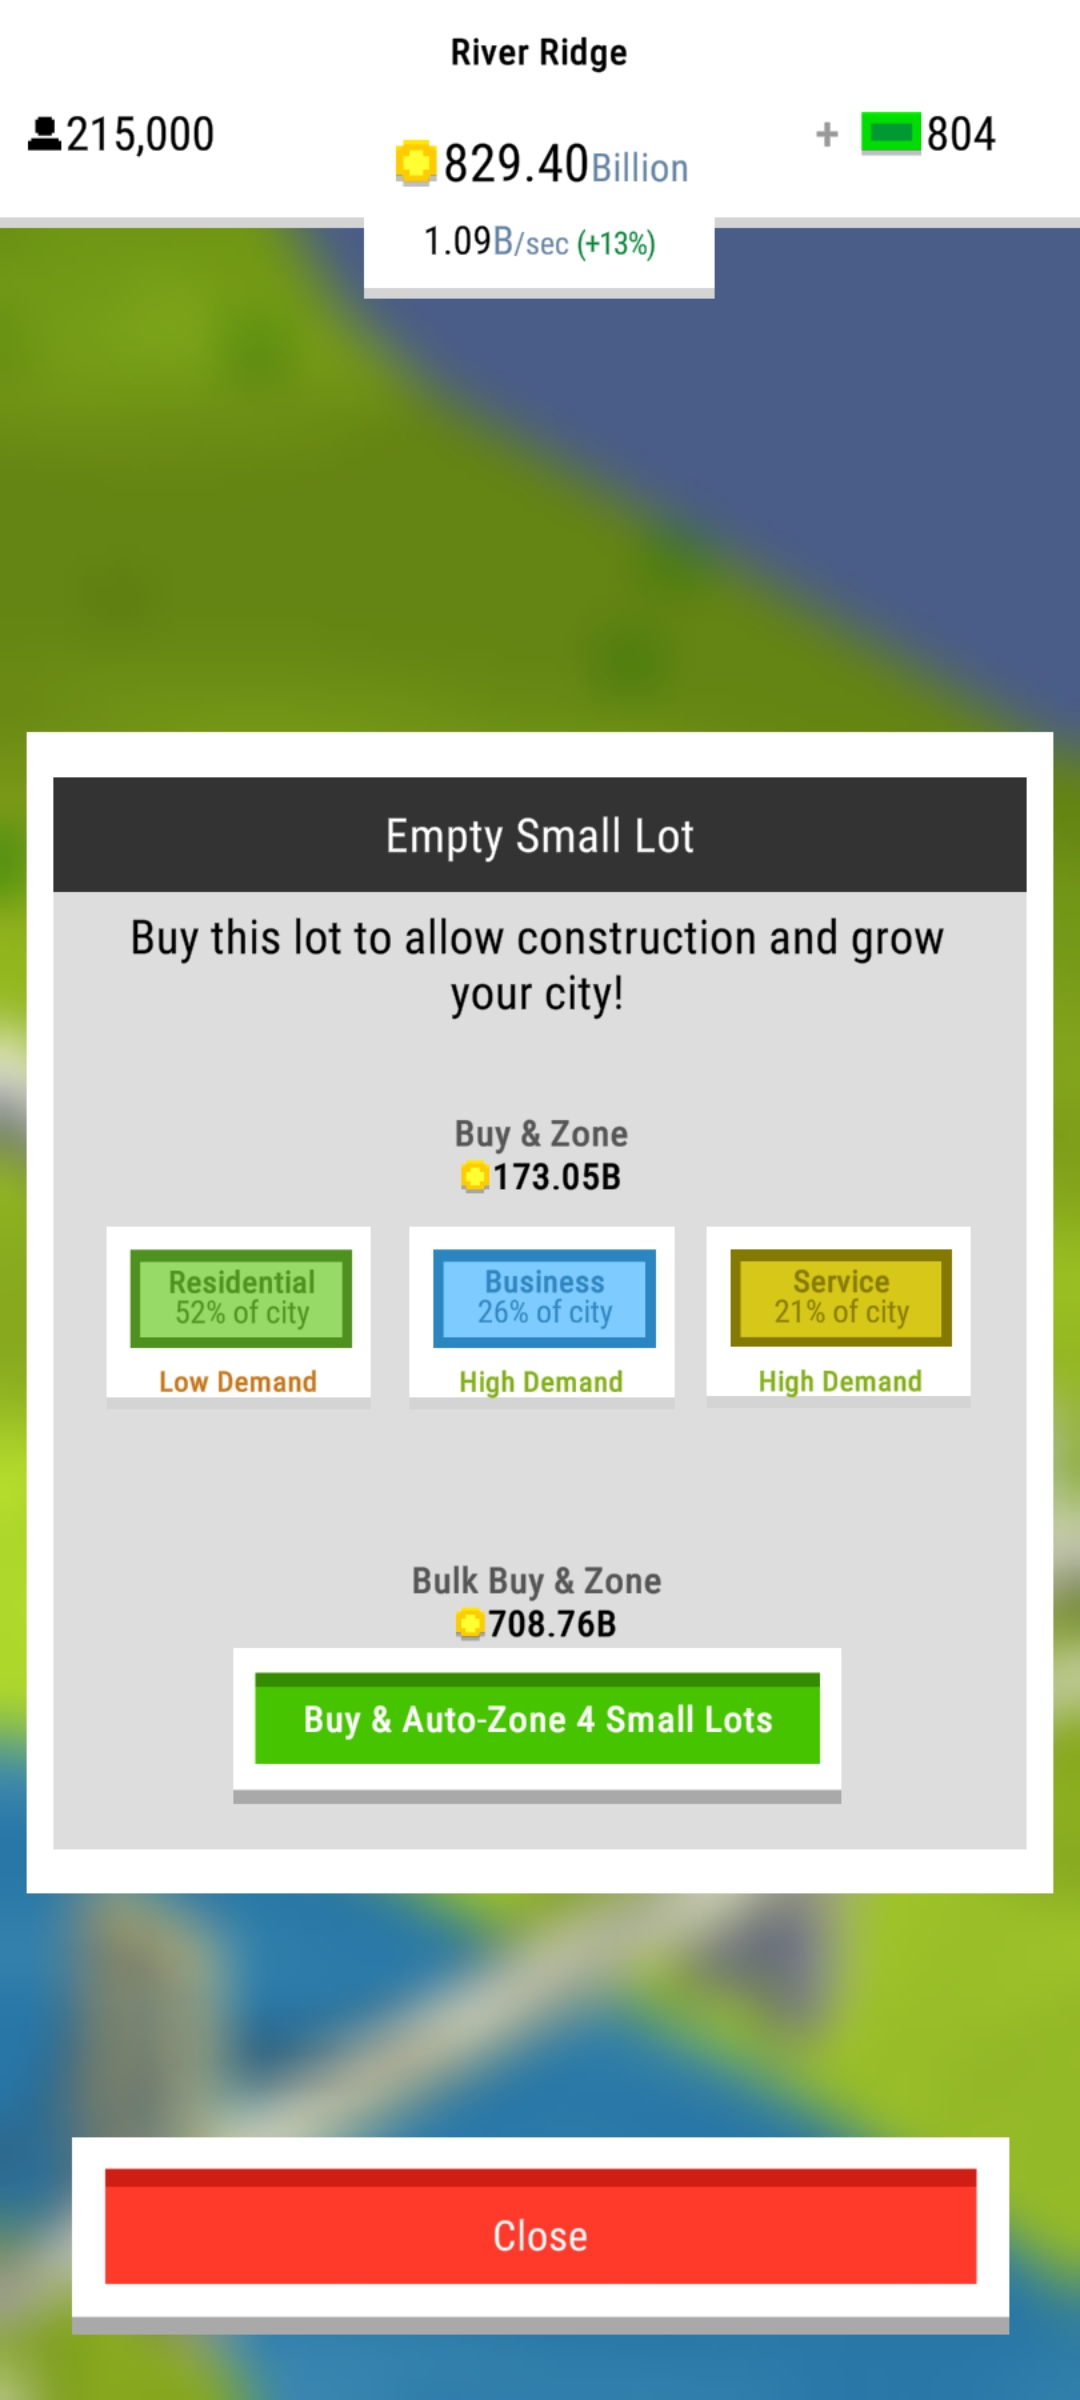 River Ridge
215,000
829.40Billion
+ 804
1.09B/sec (+13%)
Empty Small Lot
Buy this lot to allow construction and grow
your city!
Buy & Zone
173.05B
Residential
52% of city
Low Demand
Business
26% of city
High Demand
Service
21% of city
High Demand
Bulk Buy & Zone
708.76B
Buy & Auto-Zone 4 Small Lots
Close